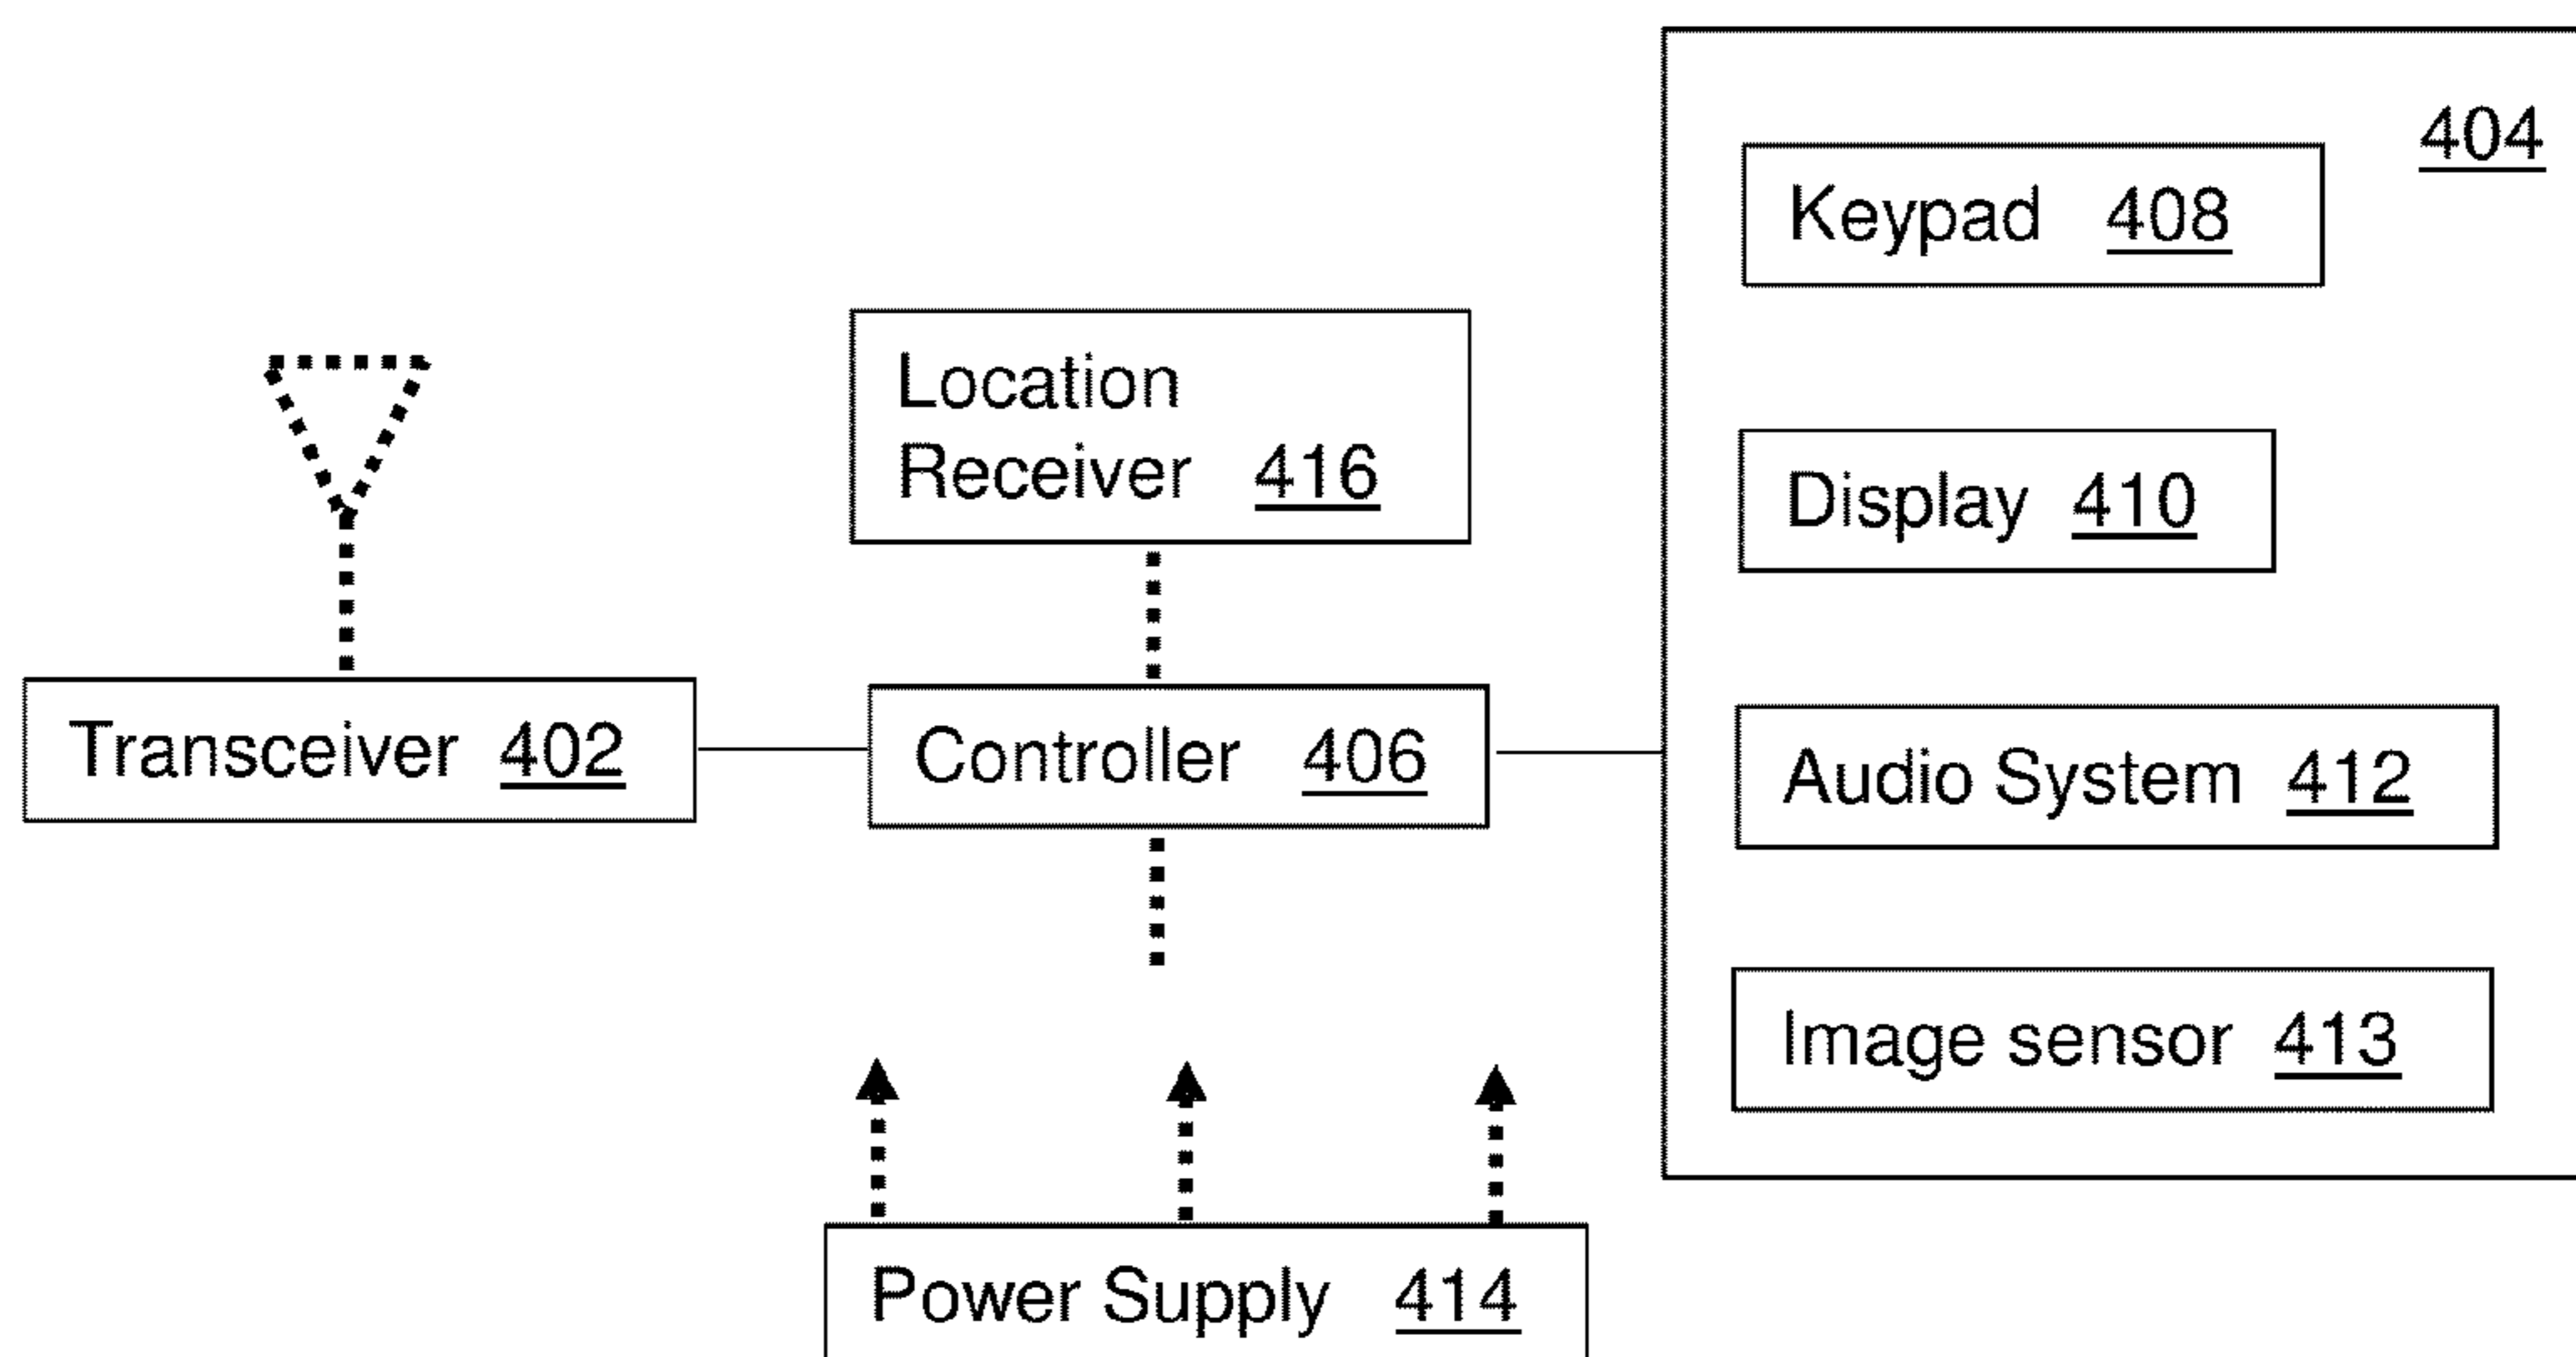 404
Keypad 408
Location
Receiver 416
Display 410
Transceiver 402
Controller 406
Audio System 412
Image sensor 413
Power Supply 414